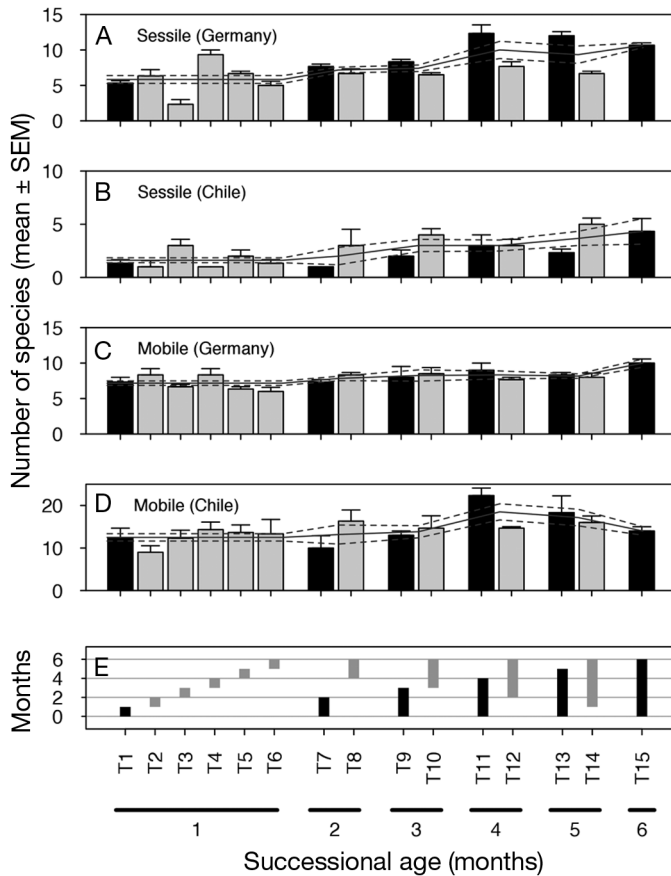 Number of species (mean ± SEM)
A Sessile (Germany)
15
10
5
0
B Sessile (Chile)
10
5
0
C Mobile (Germany)
15
10
5
0
D Mobile (Chile)
20
10
0
Months
E
6
4
2
0
T1 T2 T3 T4 T5 T6 T7 T8 T9 T10 T11 T12 T13 T14 T15
1 2 3 4 5 6
Successional age (months)